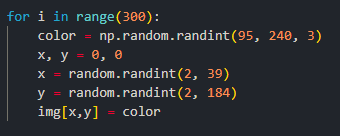 for i in range(300):
    color = np.random.randint(95, 240, 3)
    x, y = 0, 0
    x = random.randint(2, 39)
    y = random.randint(2, 184)
    img[x,y] = color